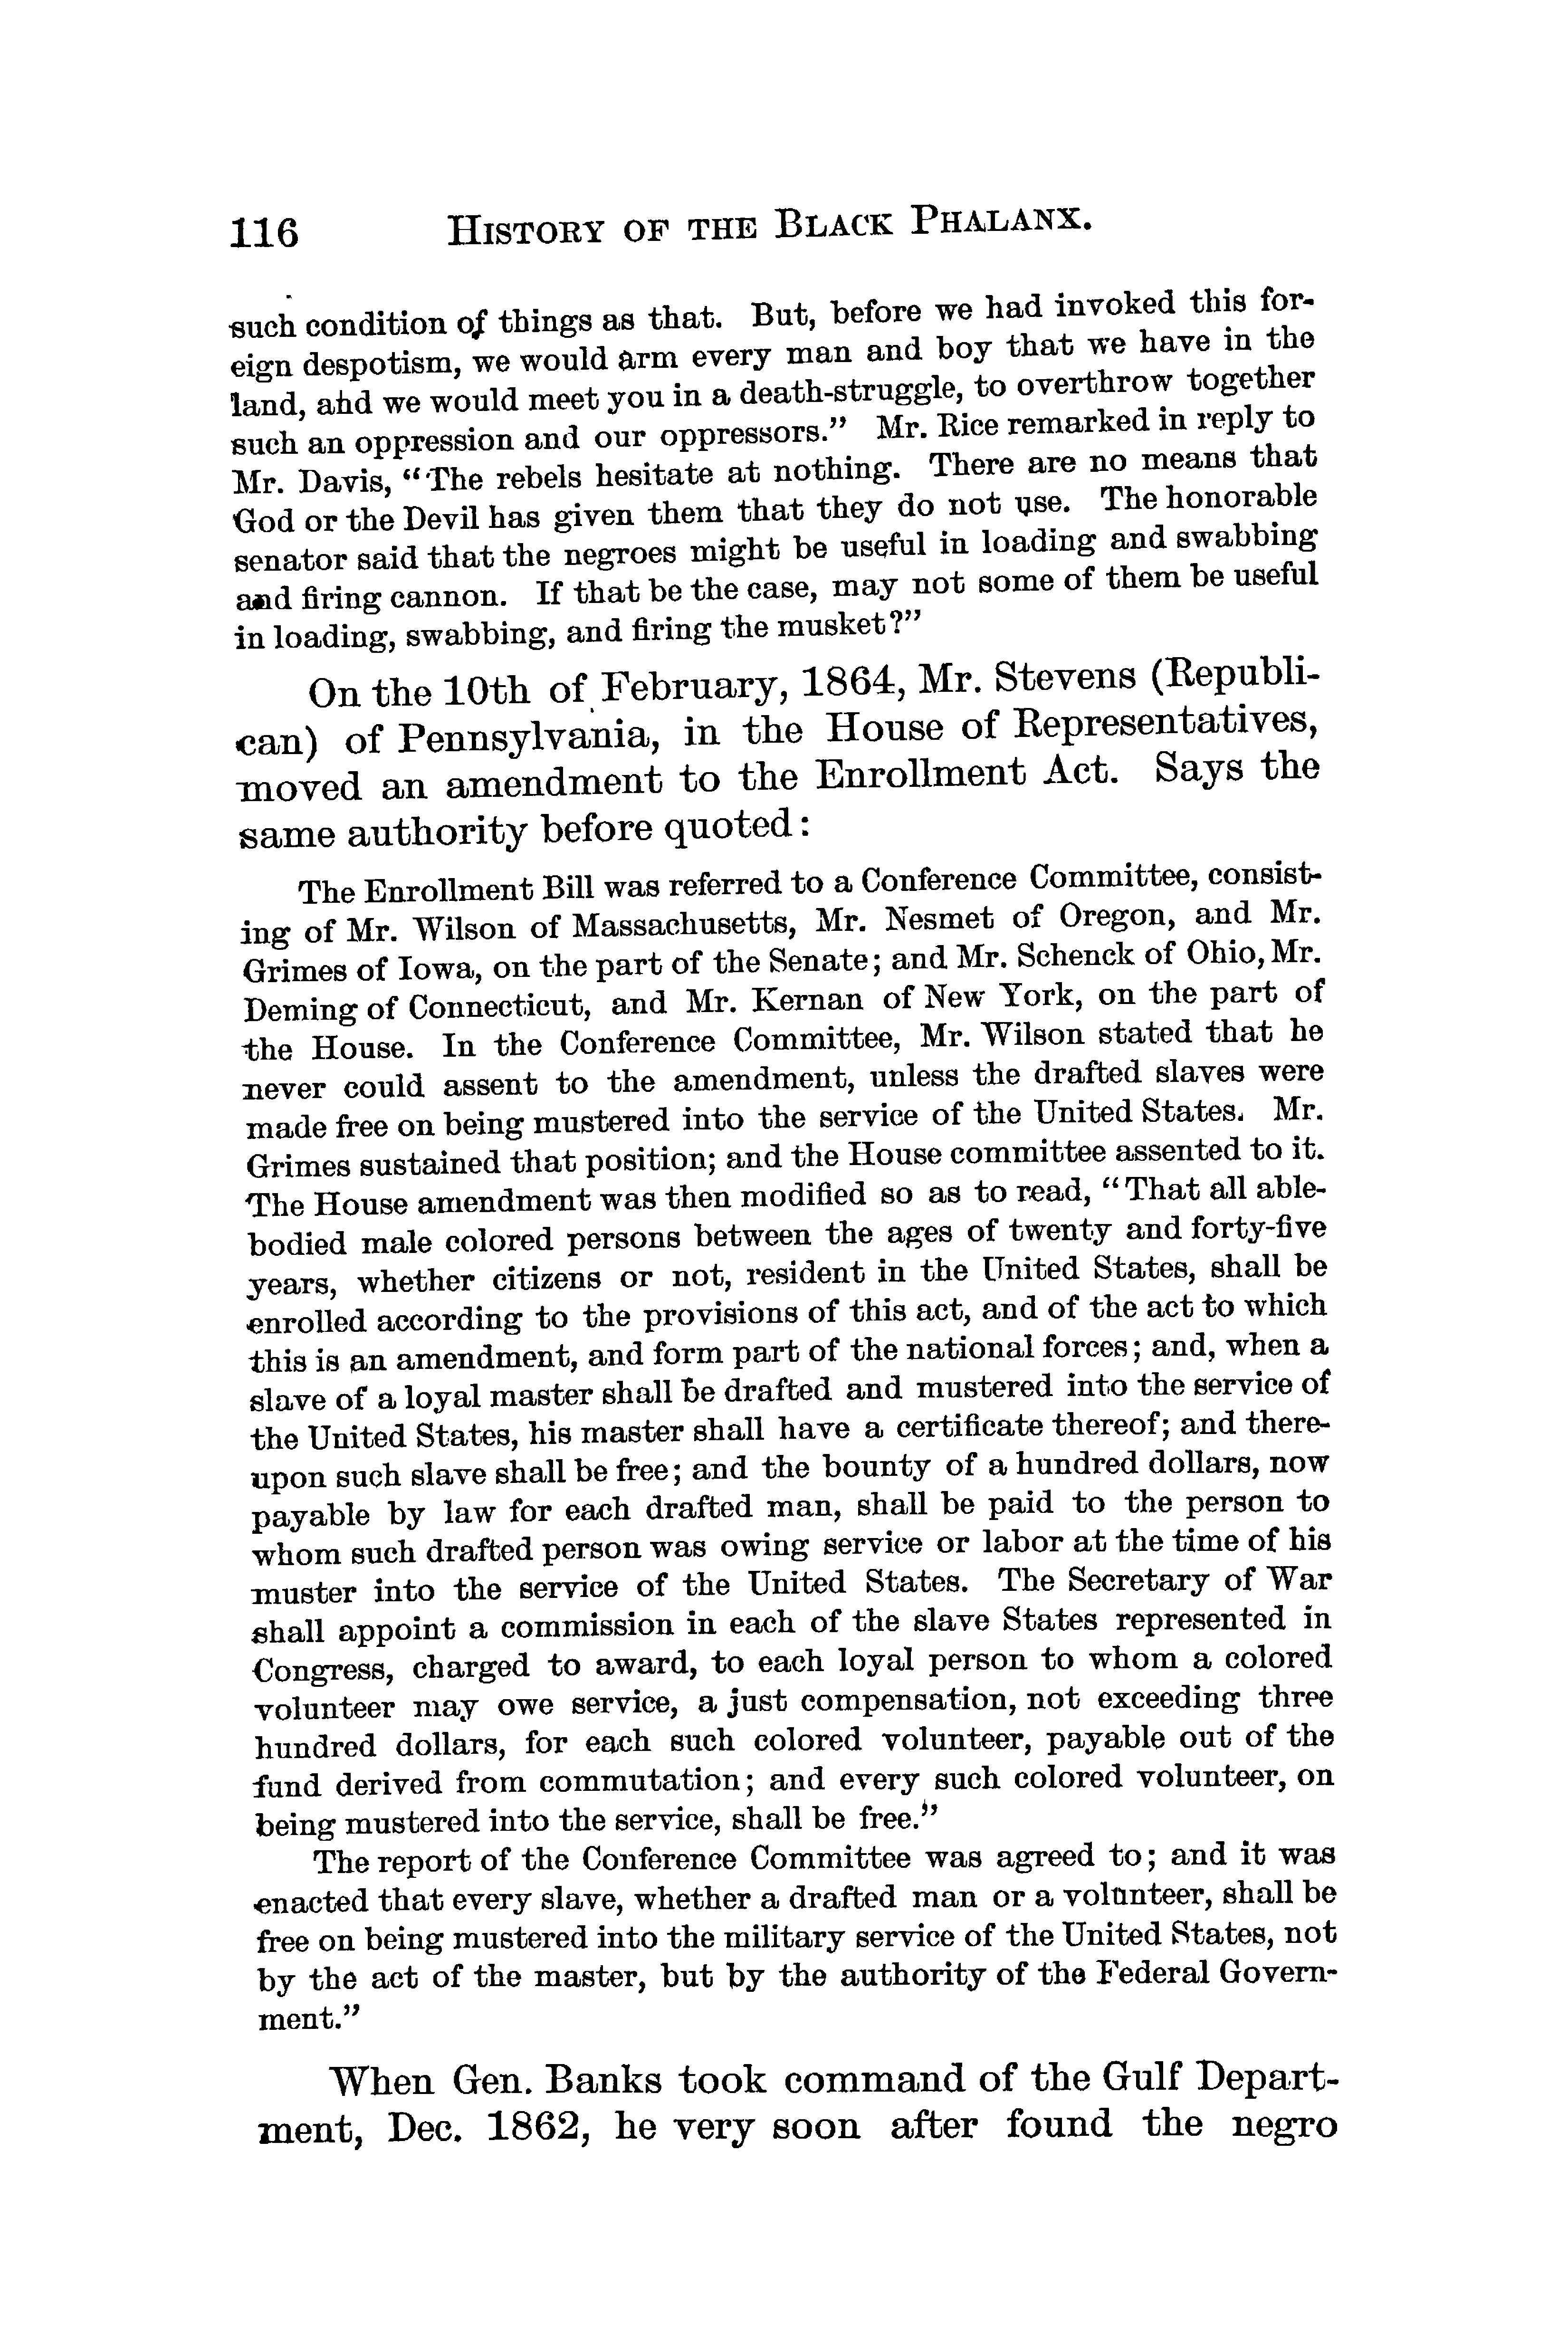 116 HISTORY OF THE BLACK PHALANX.
such condition of things as that. But, before we had invoked this for-
eign despotism, we would arm every man and boy that we have in the
land, and we would meet you in a death-struggle, to overthrow together
such an oppression and our oppressors.” Mr. Rice remarked in reply to
Mr. Davis, “The rebels hesitate at nothing. There are no means that
God or the Devil has given them that they do not use. The honorable
senator said that the negroes might be useful in loading and swabbing
and firing cannon. If that be the case, may not some of them be useful
in loading, swabbing, and firing the musket?”
On the 10th of February, 1864, Mr. Stevens (Republi-
can) of Pennsylvania, in the House of Representatives,
moved an amendment to the Enrollment Act. Says the
same authority before quoted:
The Enrollment Bill was referred to a Conference Committee, consist-
ing of Mr. Wilson of Massachusetts, Mr. Nesmet of Oregon, and Mr.
Grimes of Iowa, on the part of the Senate; and Mr. Schenck of Ohio, Mr.
Deming of Connecticut, and Mr. Kernan of New York, on the part of
the House. In the Conference Committee, Mr. Wilson stated that he
never could assent to the amendment, unless the drafted slaves were
made free on being mustered into the service of the United States. Mr.
Grimes sustained that position; and the House committee assented to it.
The House amendment was then modified so as to read, “That all able-
bodied male colored persons between the ages of twenty and forty-five
years, whether citizens or not, resident in the United States, shall be
enrolled according to the provisions of this act, and of the act to which
this is an amendment, and form part of the national forces; and, when a
slave of a loyal master shall be drafted and mustered into the service of
the United States, his master shall have a certificate thereof; and there-
upon such slave shall be free; and the bounty of a hundred dollars, now
payable by law for each drafted man, shall be paid to the person to
whom such drafted person was owing service or labor at the time of his
muster into the service of the United States. The Secretary of War
shall appoint a commission in each of the slave States represented in
Congress, charged to award, to each loyal person to whom a colored
volunteer may owe service, a just compensation, not exceeding three
hundred dollars, for each such colored volunteer, payable out of the
fund derived from commutation; and every such colored volunteer, on
being mustered into the service, shall be free.”
The report of the Conference Committee was agreed to; and it was
enacted that every slave, whether a drafted man or a volunteer, shall be
free on being mustered into the military service of the United States, not
by the act of the master, but by the authority of the Federal Govern-
ment.”
When Gen. Banks took command of the Gulf Depart-
ment, Dec. 1862, he very soon after found the negro